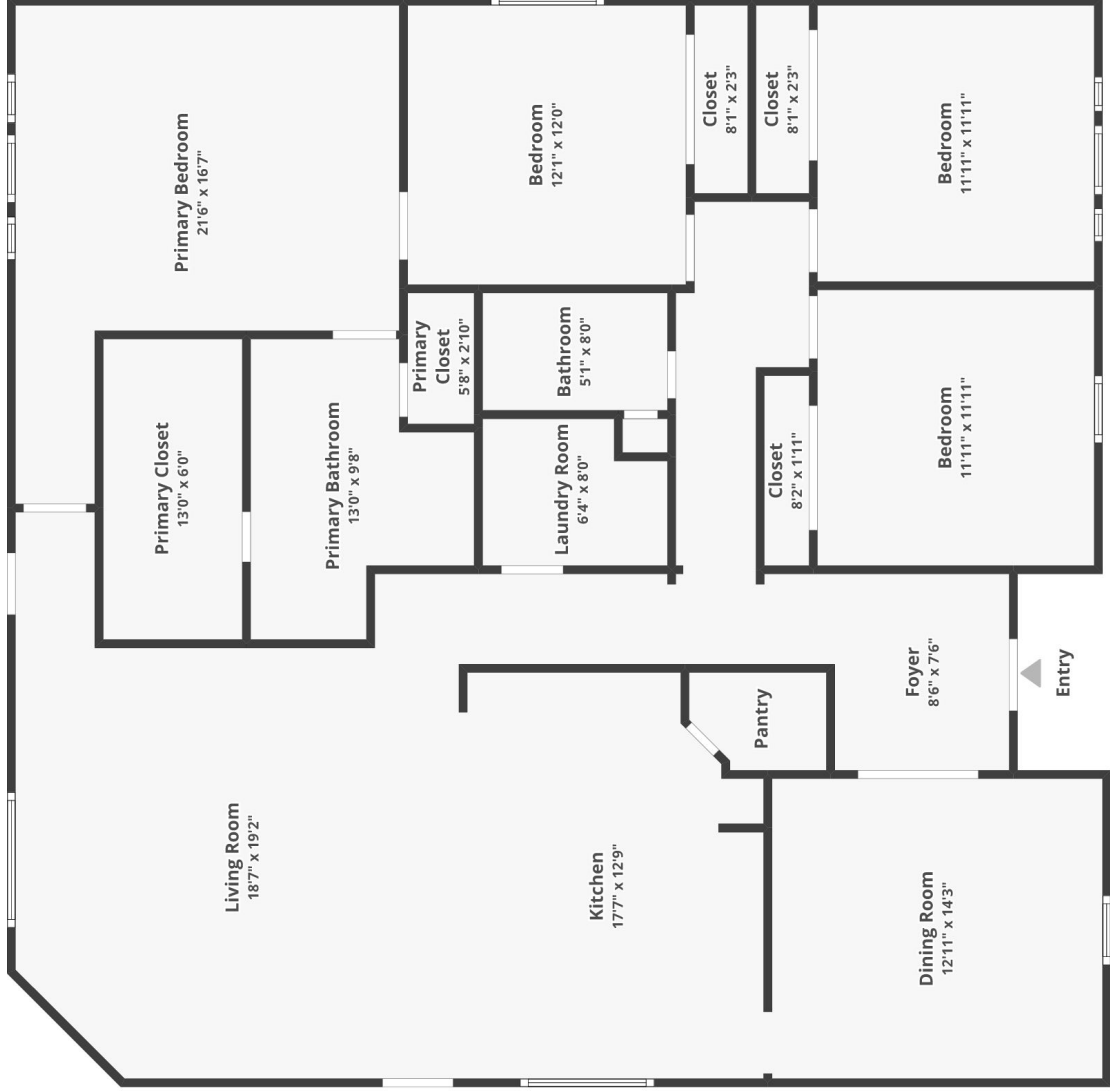 Primary Bedroom
21'6" x 16'7"
Bedroom
12'1" x 12'0"
Closet
8'1" x 2'3"
Closet
8'1" x 2'3"
Bedroom
11'11" x 11'11"
Primary Closet
13'0" x 6'0"
Primary Bathroom
13'0" x 9'8"
Primary
Closet
5'8" x 2'10"
Bathroom
5'1" x 8'0"
Laundry Room
6'4" x 8'0"
Closet
8'2" x 1'11"
Bedroom
11'11" x 11'11"
Living Room
18'7" x 19'2"
Kitchen
17'7" x 12'9"
Pantry
Foyer
8'6" x 7'6"
Entry
Dining Room
12'11" x 14'3"